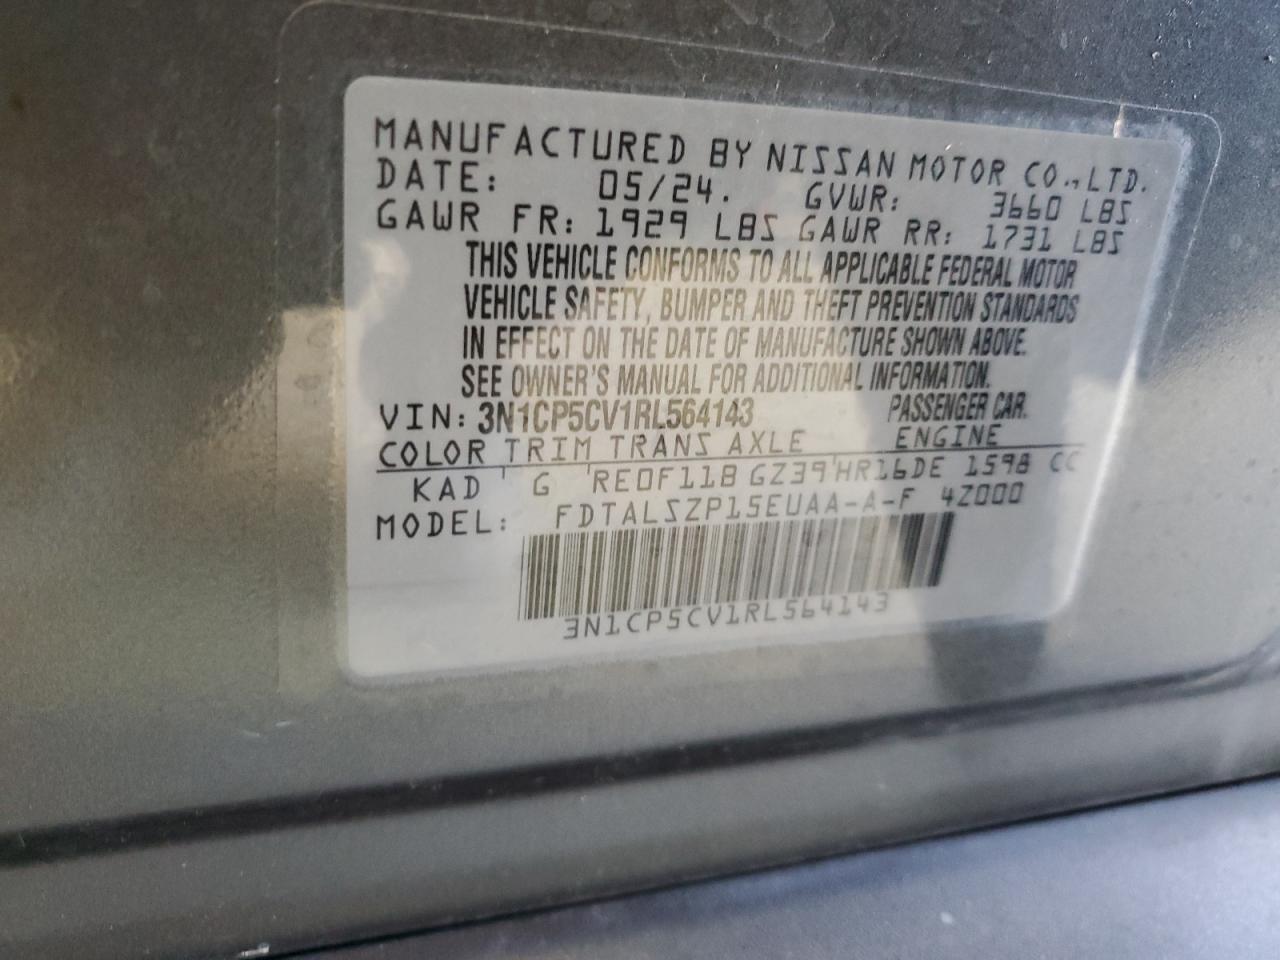 MANUFACTURED BY NISSAN MOTOR CO.,LTD.
DATE: 05/24. GVWR: 3660 LBS
GAWR FR: 1929 LBS GAWR RR: 1731 LBS
THIS VEHICLE CONFORMS TO ALL APPLICABLE FEDERAL MOTOR
VEHICLE SAFETY, BUMPER AND THEFT PREVENTION STANDARDS
IN EFFECT ON THE DATE OF MANUFACTURE SHOWN ABOVE.
SEE OWNER'S MANUAL FOR ADDITIONAL INFORMATION.
VIN: 3N1CP5CV1RL564143 PASSENGER CAR.
COLOR TRIM TRANS AXLE ENGINE
KAD G RE0F11B GZ39 HR16DE 1598 CC
MODEL: FDTALSZP15EUAA-A-F 4Z000
3N1CP5CV1RL564143